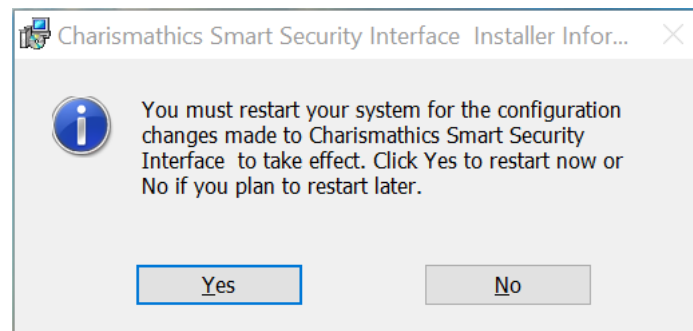 Charismathics Smart Security Interface  Installer Infor...
You must restart your system for the configuration
changes made to Charismathics Smart Security
Interface  to take effect. Click Yes to restart now or
No if you plan to restart later.
Yes
No